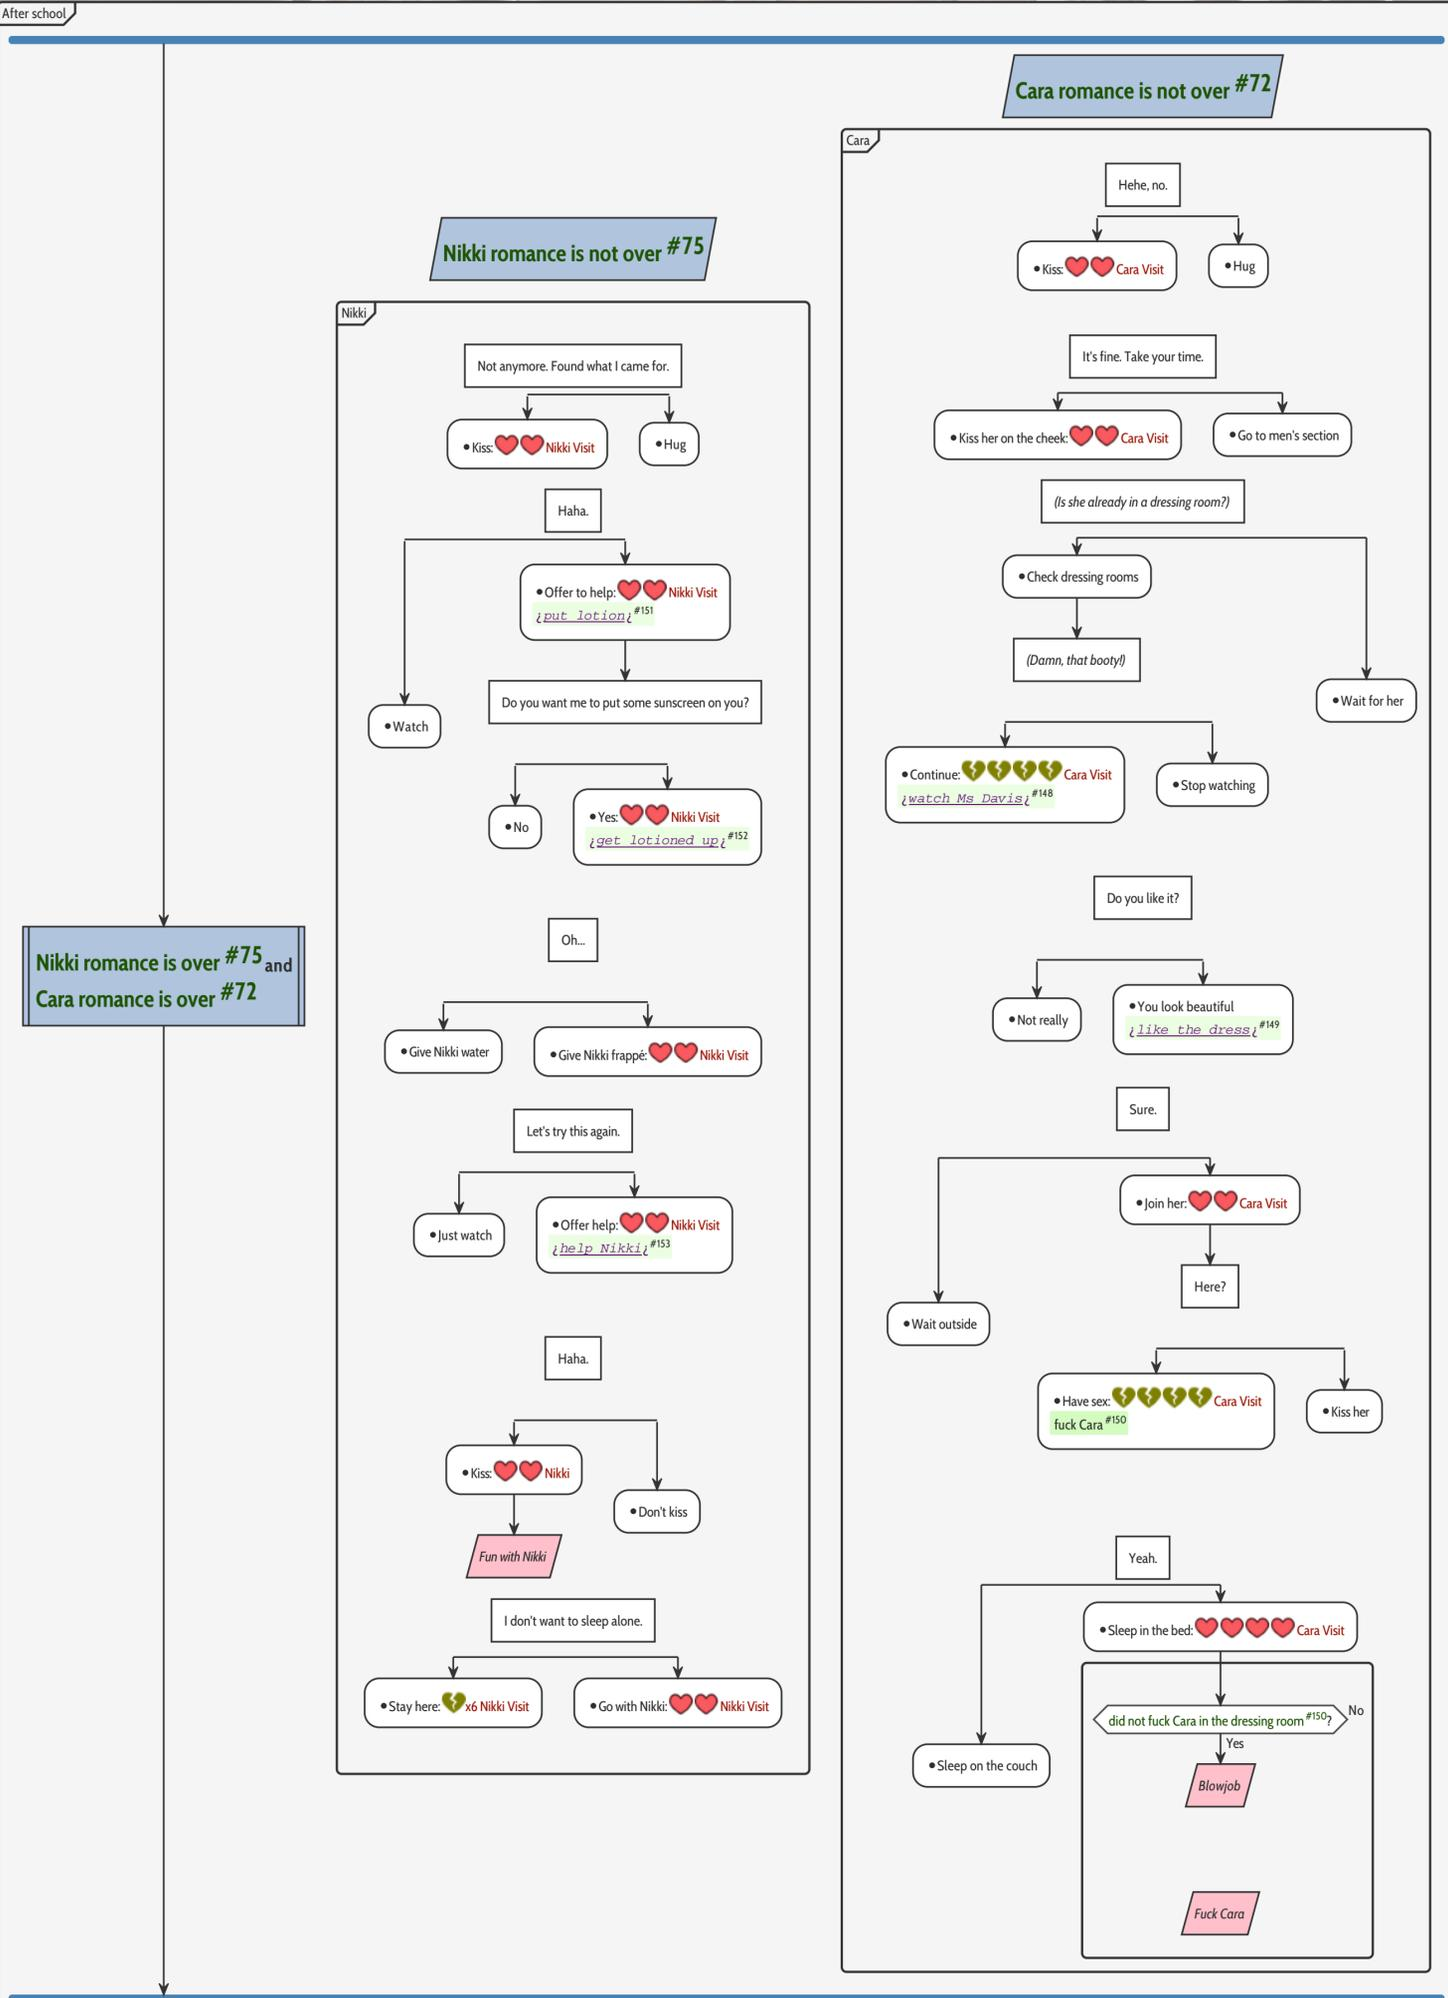 After school
Cara romance is not over #72
Cara
Hehe, no.
• Kiss: Cara Visit
• Hug
It's fine. Take your time.
• Kiss her on the cheek: Cara Visit
• Go to men's section
(Is she already in a dressing room?)
• Check dressing rooms
(Damn, that booty!)
• Wait for her
• Continue: Cara Visit
¿watch Ms Davis¿ #148
• Stop watching
Do you like it?
• Not really
• You look beautiful
¿like the dress¿ #149
Sure.
• Join her: Cara Visit
Here?
• Wait outside
• Have sex: Cara Visit
fuck Cara #150
• Kiss her
Yeah.
• Sleep in the bed: Cara Visit
did not fuck Cara in the dressing room #150?
No
Yes
• Sleep on the couch
Blowjob
Fuck Cara
Nikki romance is not over #75
Nikki
Not anymore. Found what I came for.
• Kiss: Nikki Visit
• Hug
Haha.
• Offer to help: Nikki Visit
¿put lotion¿ #151
Do you want me to put some sunscreen on you?
• Watch
• No
• Yes: Nikki Visit
¿get lotioned up¿ #152
Oh...
• Give Nikki water
• Give Nikki frappé: Nikki Visit
Let's try this again.
• Just watch
• Offer help: Nikki Visit
¿help Nikki¿ #153
Haha.
• Kiss: Nikki
• Don't kiss
Fun with Nikki
I don't want to sleep alone.
• Stay here: x6 Nikki Visit
• Go with Nikki: Nikki Visit
Nikki romance is over #75 and
Cara romance is over #72